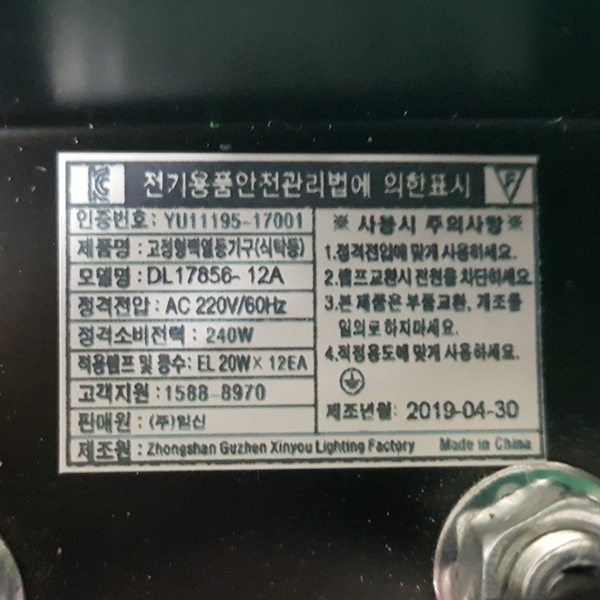 전기용품안전관리법에 의한표시
인증번호: YU11195-17001
제품명: 고정형백열등기구(식탁등)
모델명: DL17856-12A
정격전압: AC 220V/60Hz
정격소비전력: 240W
적용램프 및 등수: EL 20W × 12EA
고객지원: 1588-8970
판매원: (주)일신
제조원: Zhongshan Guzhen Xinyou Lighting Factory Made in China
※ 사용시 주의사항 ※
1.정격전압에 맞게 사용하세요.
2.램프교환시 전원을 차단하세요
3.본 제품은 부품교환, 개조를
임의로 하지마세요.
4.적정용도에 맞게 사용하세요.
제조년월: 2019-04-30
F